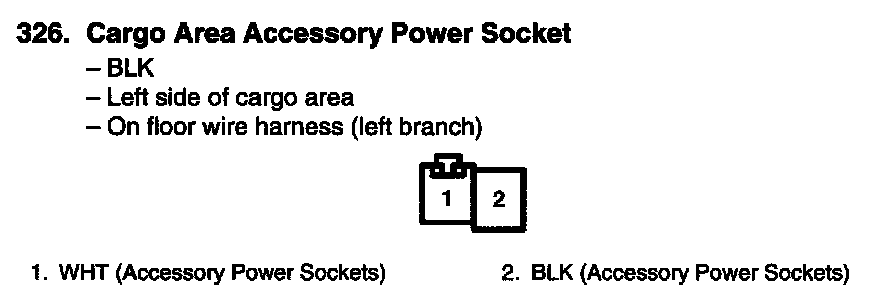 326. Cargo Area Accessory Power Socket
– BLK
– Left side of cargo area
– On floor wire harness (left branch)
1 2
1. WHT (Accessory Power Sockets) 2. BLK (Accessory Power Sockets)